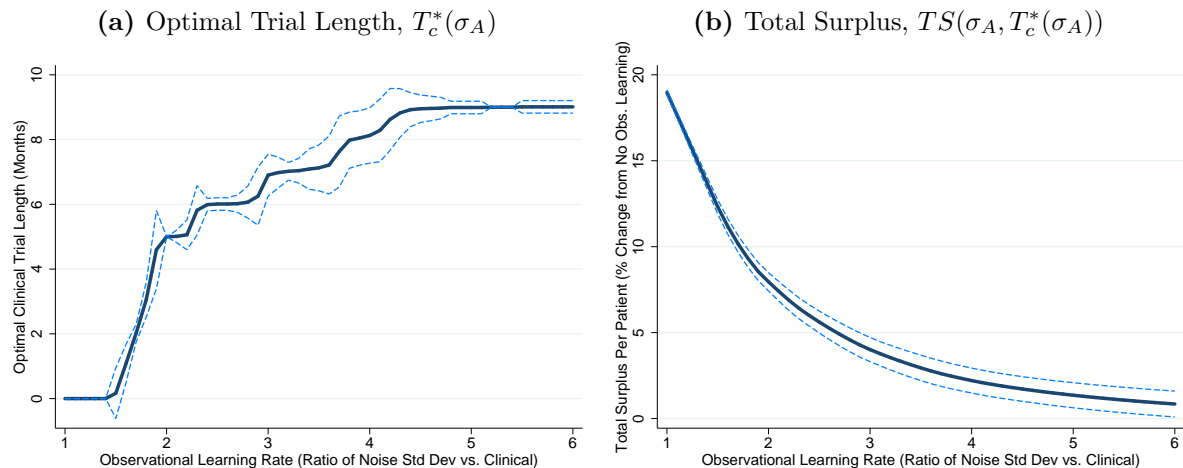 (a) Optimal Trial Length, T*c(σA)
Optimal Clinical Trial Length (Months)
10
8
6
4
2
0
1 2 3 4 5 6
Observational Learning Rate (Ratio of Noise Std Dev vs. Clinical)
(b) Total Surplus, TS(σA, T*c(σA))
Total Surplus Per Patient (% Change from No Obs. Learning)
20
15
10
5
0
1 2 3 4 5 6
Observational Learning Rate (Ratio of Noise Std Dev vs. Clinical)